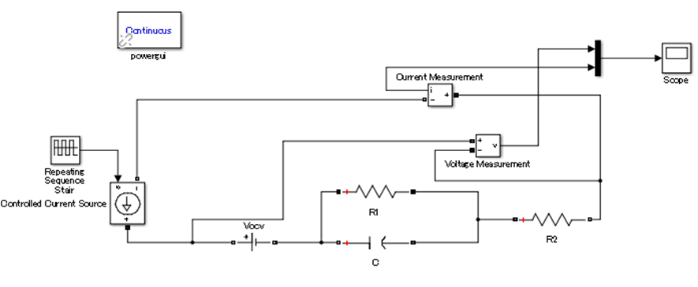 Continuous
powergui
Scope
Current Measurement
i
+
-
+
-
v
Voltage Measurement
Repeating
Sequence
Stair
Controlled Current Source
+
Vocv
+
+
R1
+
C
+
R2